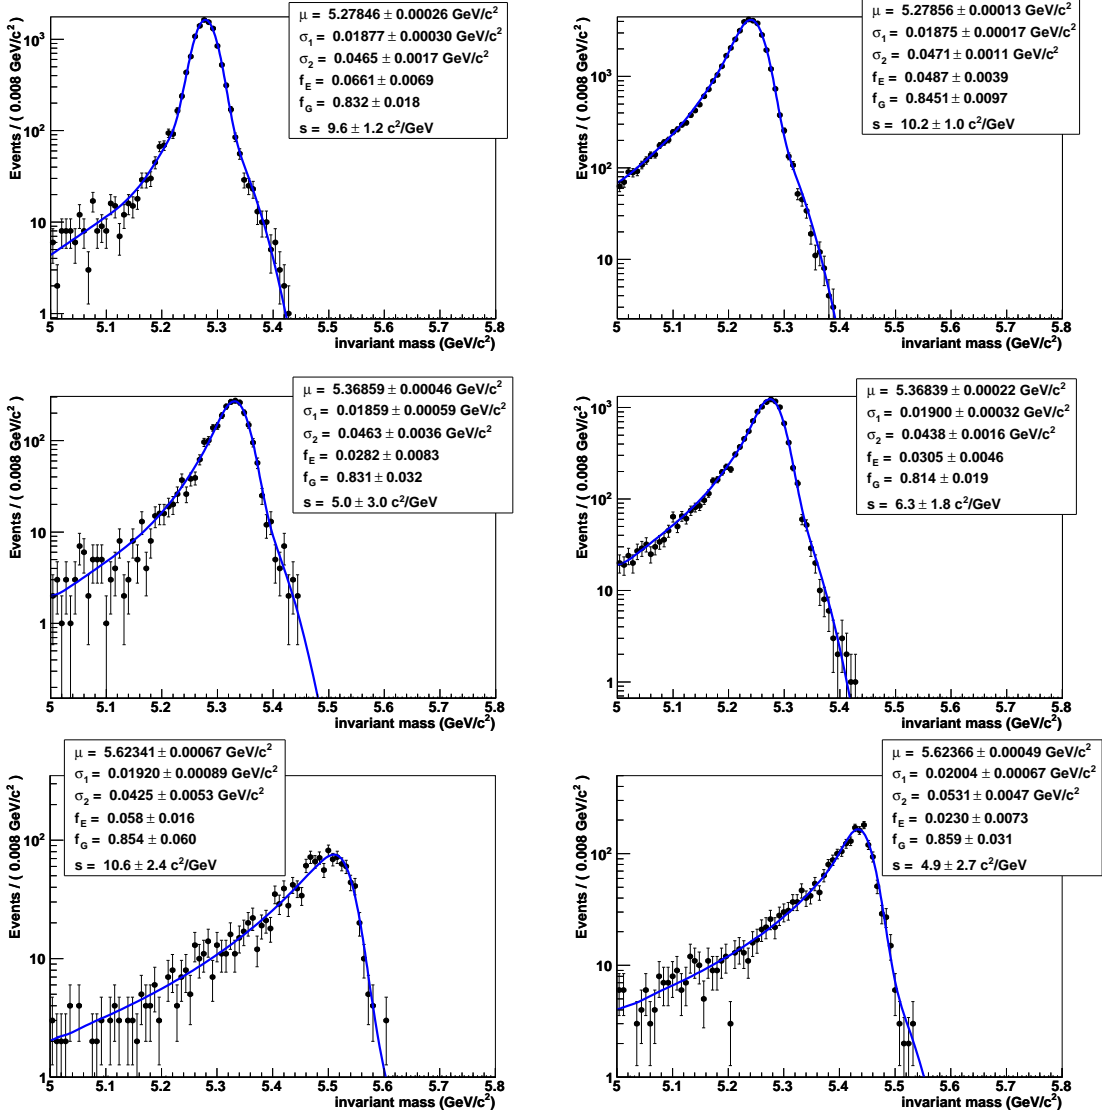 μ = 5.27846 ± 0.00026 GeV/c²
σ₁ = 0.01877 ± 0.00030 GeV/c²
σ₂ = 0.0465 ± 0.0017 GeV/c²
f_E = 0.0661 ± 0.0069
f_G = 0.832 ± 0.018
s = 9.6 ± 1.2 c²/GeV
Events / ( 0.008 GeV/c² )
10³
10²
10
1
5 5.1 5.2 5.3 5.4 5.5 5.6 5.7 5.8
invariant mass (GeV/c²)
μ = 5.27856 ± 0.00013 GeV/c²
σ₁ = 0.01875 ± 0.00017 GeV/c²
σ₂ = 0.0471 ± 0.0011 GeV/c²
f_E = 0.0487 ± 0.0039
f_G = 0.8451 ± 0.0097
s = 10.2 ± 1.0 c²/GeV
Events / ( 0.008 GeV/c² )
10³
10²
10
5 5.1 5.2 5.3 5.4 5.5 5.6 5.7 5.8
invariant mass (GeV/c²)
μ = 5.36859 ± 0.00046 GeV/c²
σ₁ = 0.01859 ± 0.00059 GeV/c²
σ₂ = 0.0463 ± 0.0036 GeV/c²
f_E = 0.0282 ± 0.0083
f_G = 0.831 ± 0.032
s = 5.0 ± 3.0 c²/GeV
Events / ( 0.008 GeV/c² )
10²
10
1
5 5.1 5.2 5.3 5.4 5.5 5.6 5.7 5.8
invariant mass (GeV/c²)
μ = 5.36839 ± 0.00022 GeV/c²
σ₁ = 0.01900 ± 0.00032 GeV/c²
σ₂ = 0.0438 ± 0.0016 GeV/c²
f_E = 0.0305 ± 0.0046
f_G = 0.814 ± 0.019
s = 6.3 ± 1.8 c²/GeV
Events / ( 0.008 GeV/c² )
10³
10²
10
1
5 5.1 5.2 5.3 5.4 5.5 5.6 5.7 5.8
invariant mass (GeV/c²)
μ = 5.62341 ± 0.00067 GeV/c²
σ₁ = 0.01920 ± 0.00089 GeV/c²
σ₂ = 0.0425 ± 0.0053 GeV/c²
f_E = 0.058 ± 0.016
f_G = 0.854 ± 0.060
s = 10.6 ± 2.4 c²/GeV
Events / ( 0.008 GeV/c² )
10²
10
1
5 5.1 5.2 5.3 5.4 5.5 5.6 5.7 5.8
invariant mass (GeV/c²)
μ = 5.62366 ± 0.00049 GeV/c²
σ₁ = 0.02004 ± 0.00067 GeV/c²
σ₂ = 0.0531 ± 0.0047 GeV/c²
f_E = 0.0230 ± 0.0073
f_G = 0.859 ± 0.031
s = 4.9 ± 2.7 c²/GeV
Events / ( 0.008 GeV/c² )
10²
10
1
5 5.1 5.2 5.3 5.4 5.5 5.6 5.7 5.8
invariant mass (GeV/c²)